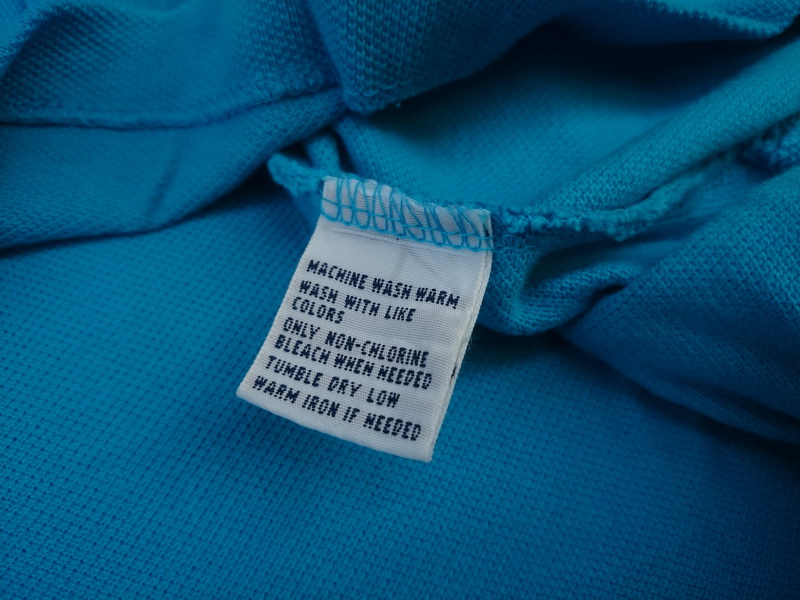 MACHINE WASH WARM
WASH WITH LIKE
COLORS
ONLY NON-CHLORINE
BLEACH WHEN NEEDED
TUMBLE DRY LOW
WARM IRON IF NEEDED